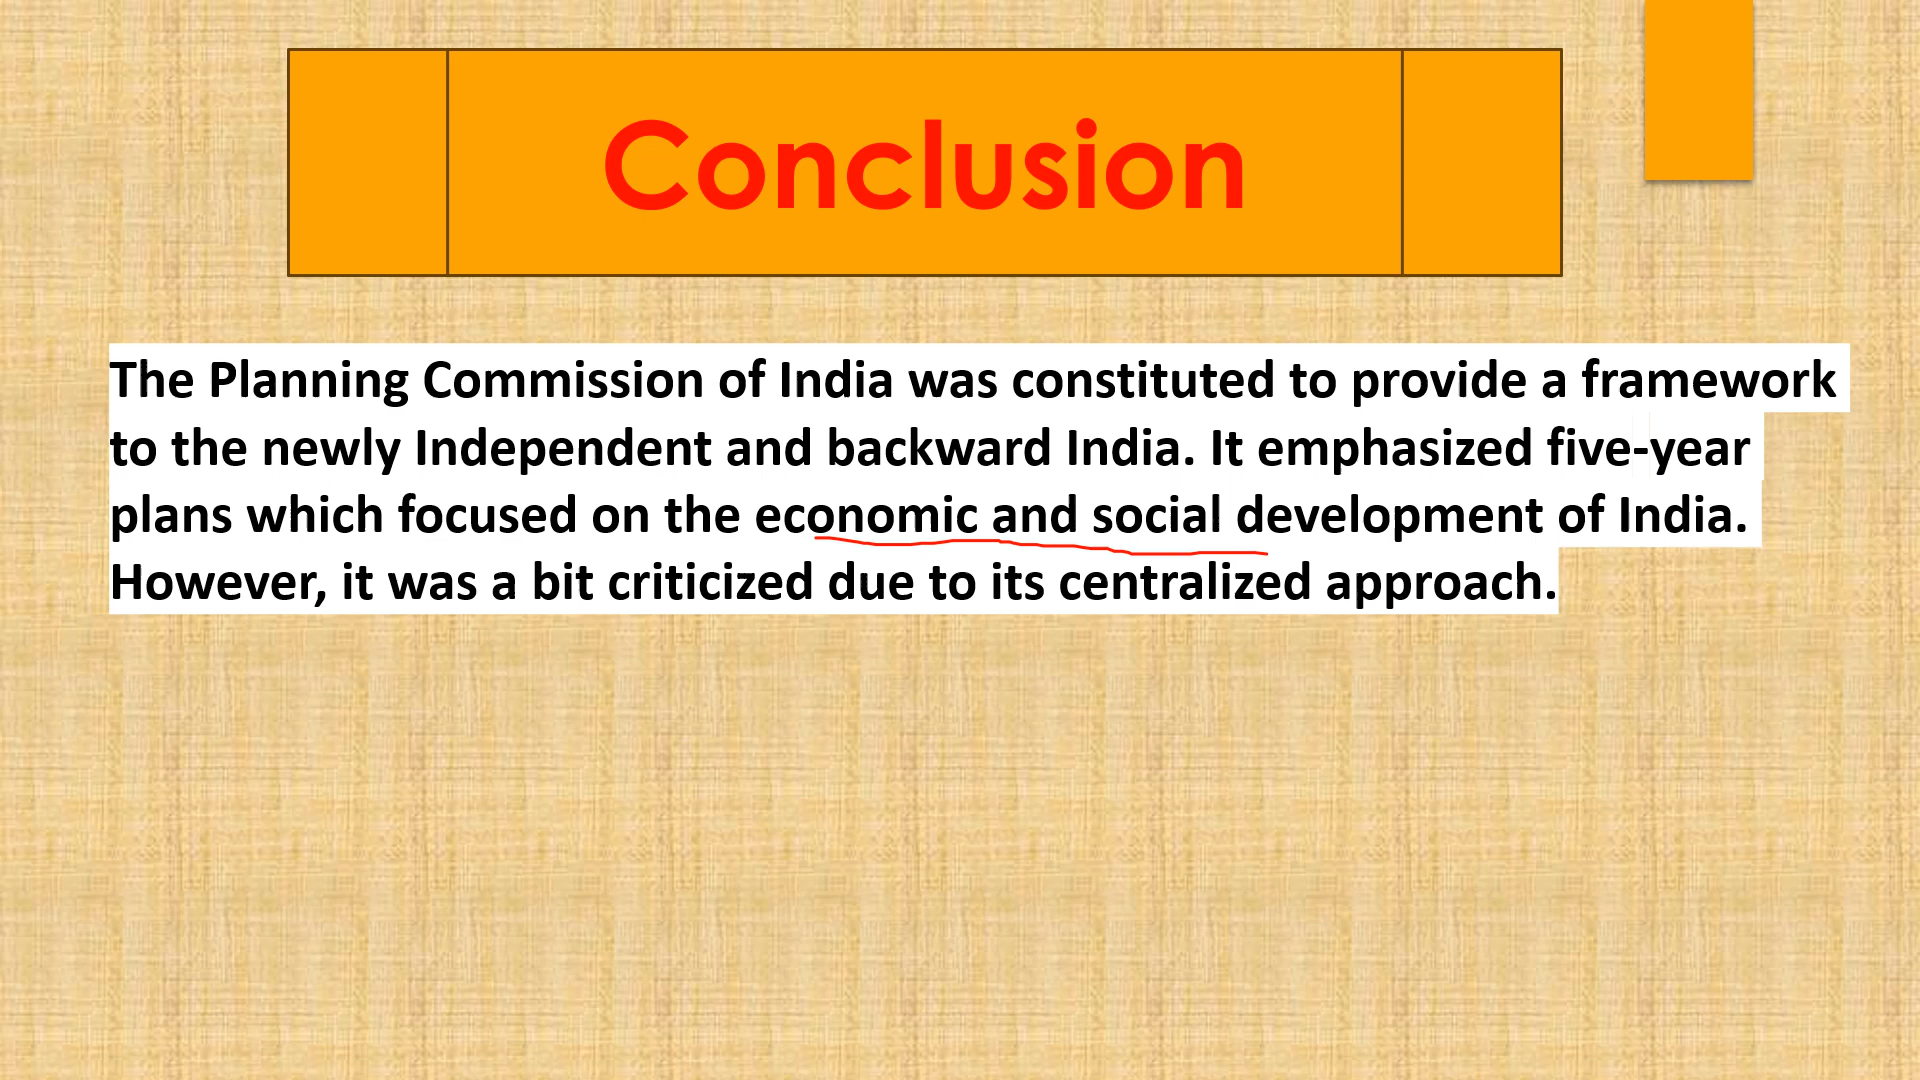 Conclusion
The Planning Commission of India was constituted to provide a framework
to the newly Independent and backward India. It emphasized five-year
plans which focused on the economic and social development of India.
However, it was a bit criticized due to its centralized approach.